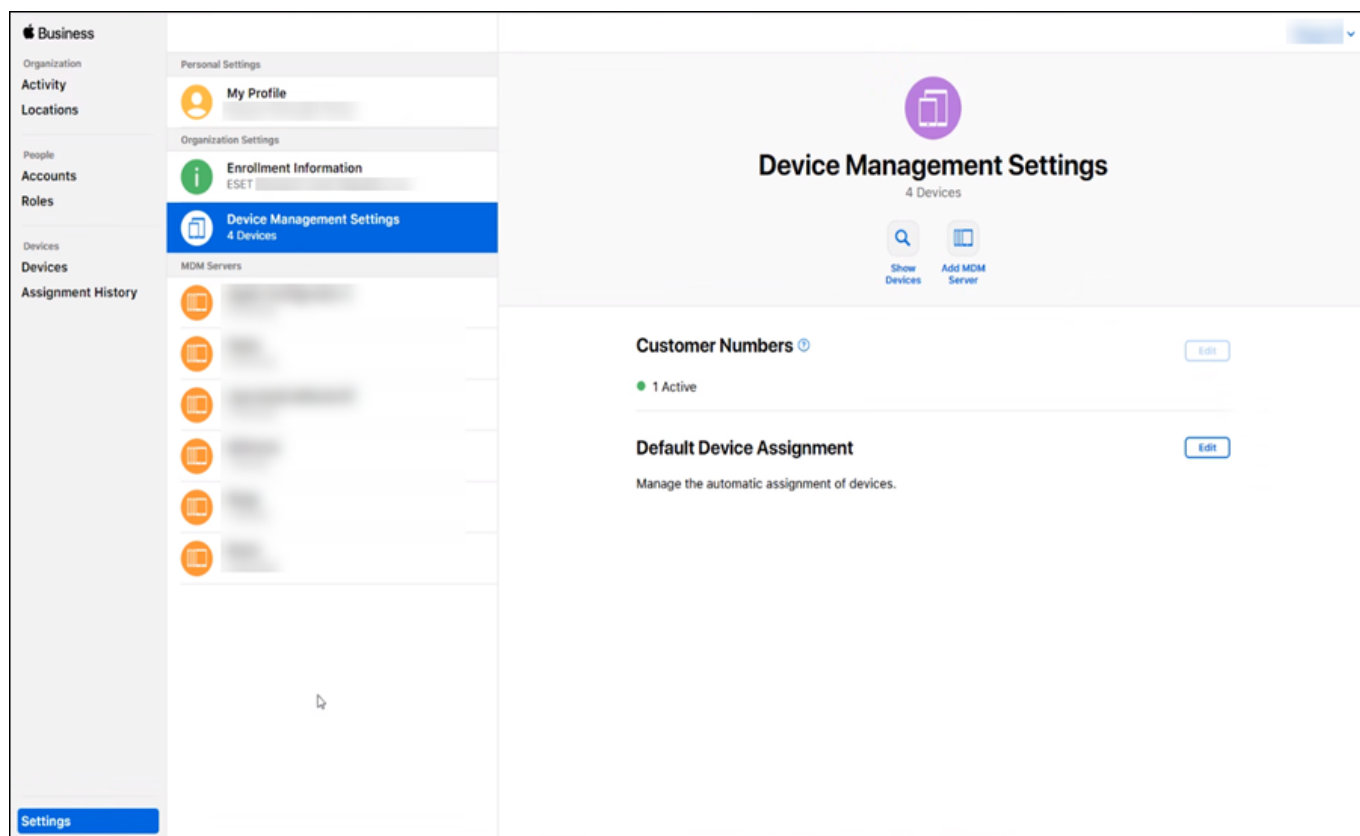 Business
Organization
Activity
Locations
People
Accounts
Roles
Devices
Devices
Assignment History
Settings
Personal Settings
My Profile
Organization Settings
Enrollment Information
ESET
Device Management Settings
4 Devices
MDM Servers
Device Management Settings
4 Devices
Show
Devices
Add MDM
Server
Customer Numbers
Edit
1 Active
Default Device Assignment
Edit
Manage the automatic assignment of devices.